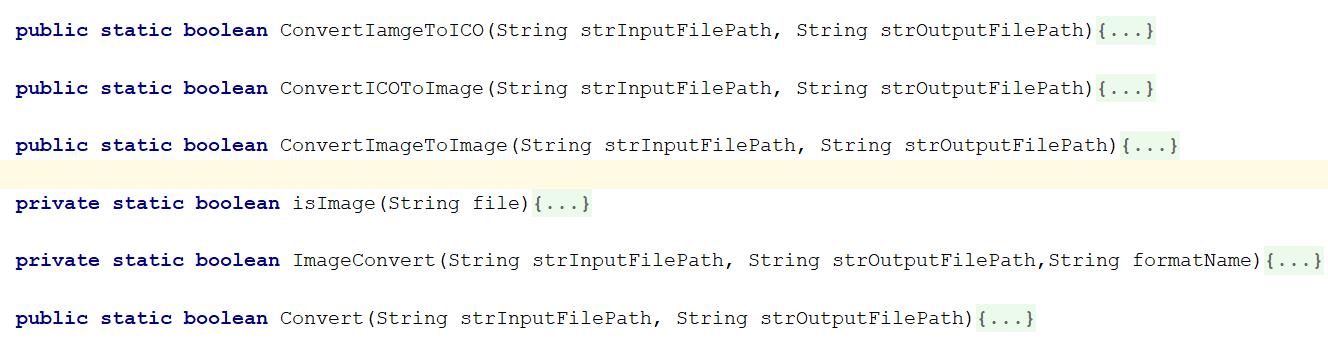 public static boolean ConvertIamgeToICO(String strInputFilePath, String strOutputFilePath){...}
public static boolean ConvertICOToImage(String strInputFilePath, String strOutputFilePath){...}
public static boolean ConvertImageToImage(String strInputFilePath, String strOutputFilePath){...}
private static boolean isImage(String file){...}
private static boolean ImageConvert(String strInputFilePath, String strOutputFilePath,String formatName){...}
public static boolean Convert(String strInputFilePath, String strOutputFilePath){...}